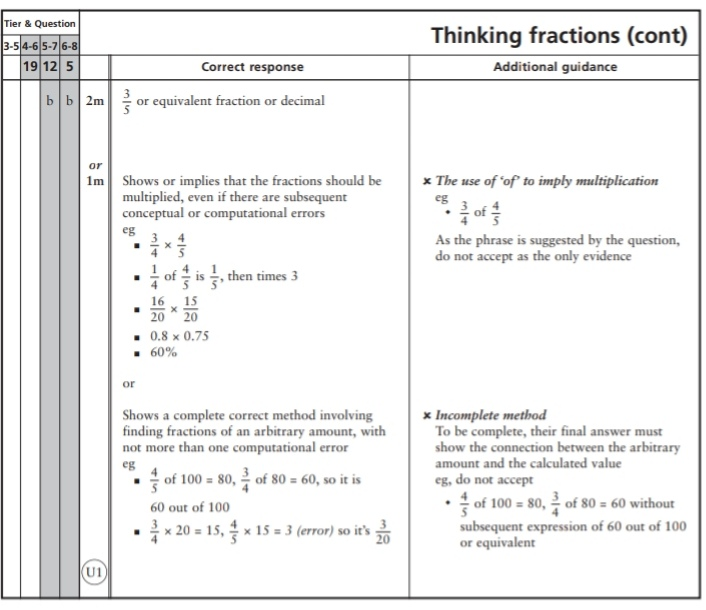 Tier & Question
Thinking fractions (cont)
3-5 4-6 5-7 6-8
19 12 5
Correct response
Additional guidance
b b 2m
3/5 or equivalent fraction or decimal
or
1m
Shows or implies that the fractions should be
multiplied, even if there are subsequent
conceptual or computational errors
eg
▪ 3/4 × 4/5
▪ 1/4 of 4/5 is 1/5, then times 3
▪ 16/20 × 15/20
▪ 0.8 × 0.75
▪ 60%
× The use of ‘of’ to imply multiplication
eg
• 3/4 of 4/5
As the phrase is suggested by the question,
do not accept as the only evidence
or
Shows a complete correct method involving
finding fractions of an arbitrary amount, with
not more than one computational error
eg
▪ 4/5 of 100 = 80, 3/4 of 80 = 60, so it is
60 out of 100
▪ 3/4 × 20 = 15, 4/5 × 15 = 3 (error) so it’s 3/20
× Incomplete method
To be complete, their final answer must
show the connection between the arbitrary
amount and the calculated value
eg, do not accept
• 4/5 of 100 = 80, 3/4 of 80 = 60 without
subsequent expression of 60 out of 100
or equivalent
U1